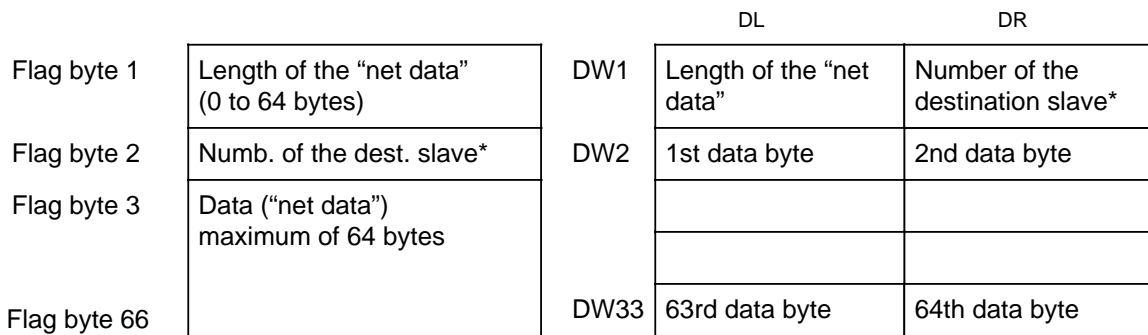 DL DR
Flag byte 1 Length of the “net data” DW1 Length of the “net Number of the
(0 to 64 bytes) data” destination slave*
Flag byte 2 Numb. of the dest. slave* DW2 1st data byte 2nd data byte
Flag byte 3 Data (“net data”)
maximum of 64 bytes
Flag byte 66 DW33 63rd data byte 64th data byte